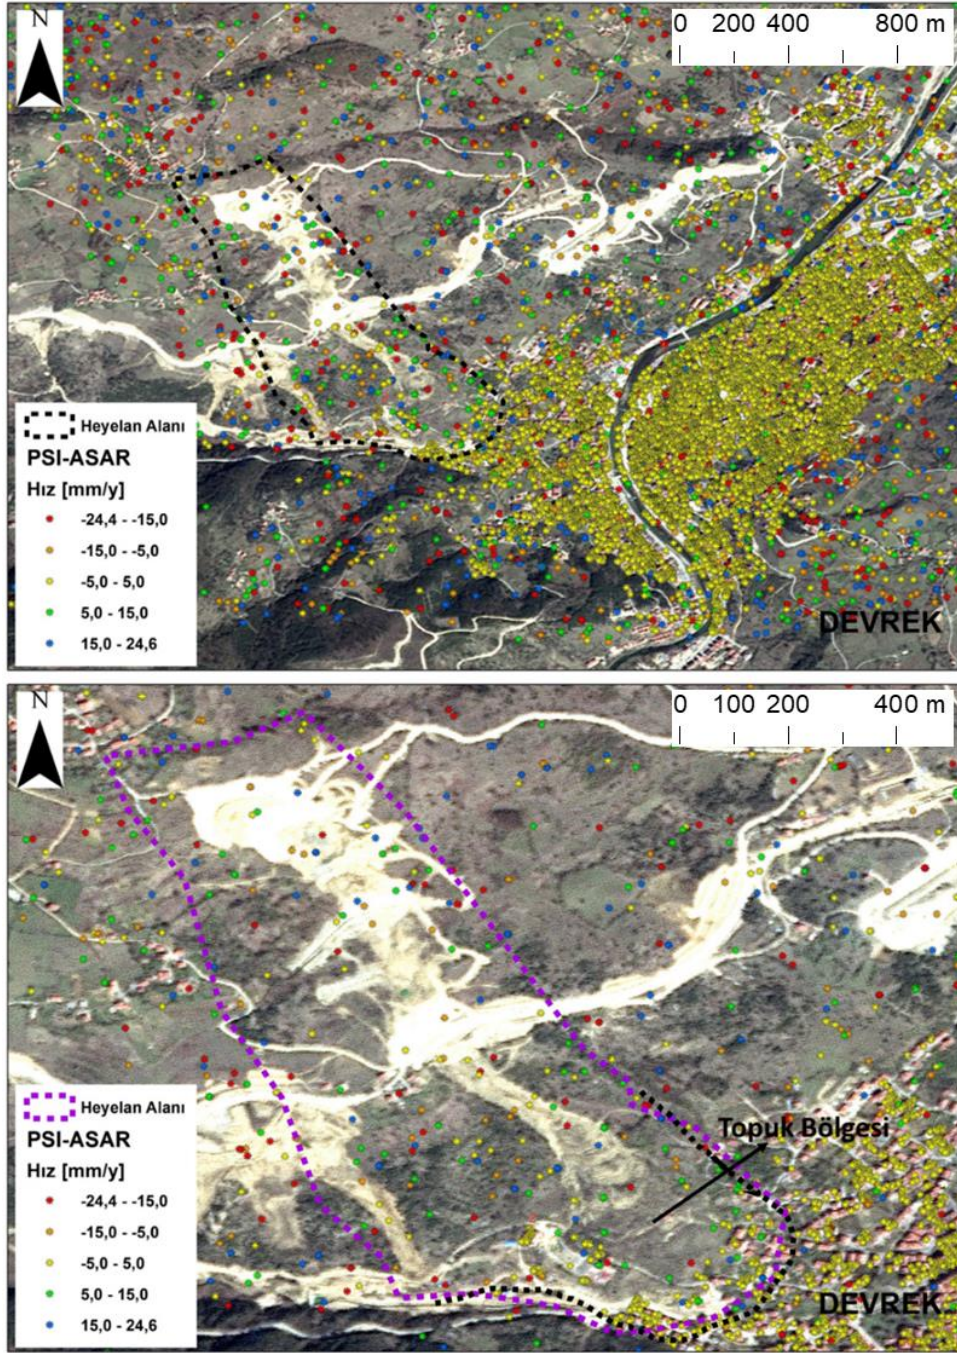 N
0 200 400 800 m
Heyelan Alanı
PSI-ASAR
Hız [mm/y]
-24,4 - -15,0
-15,0 - -5,0
-5,0 - 5,0
5,0 - 15,0
15,0 - 24,6
DEVREK
N
0 100 200 400 m
Topuk Bölgesi
Heyelan Alanı
PSI-ASAR
Hız [mm/y]
-24,4 - -15,0
-15,0 - -5,0
-5,0 - 5,0
5,0 - 15,0
15,0 - 24,6
DEVREK